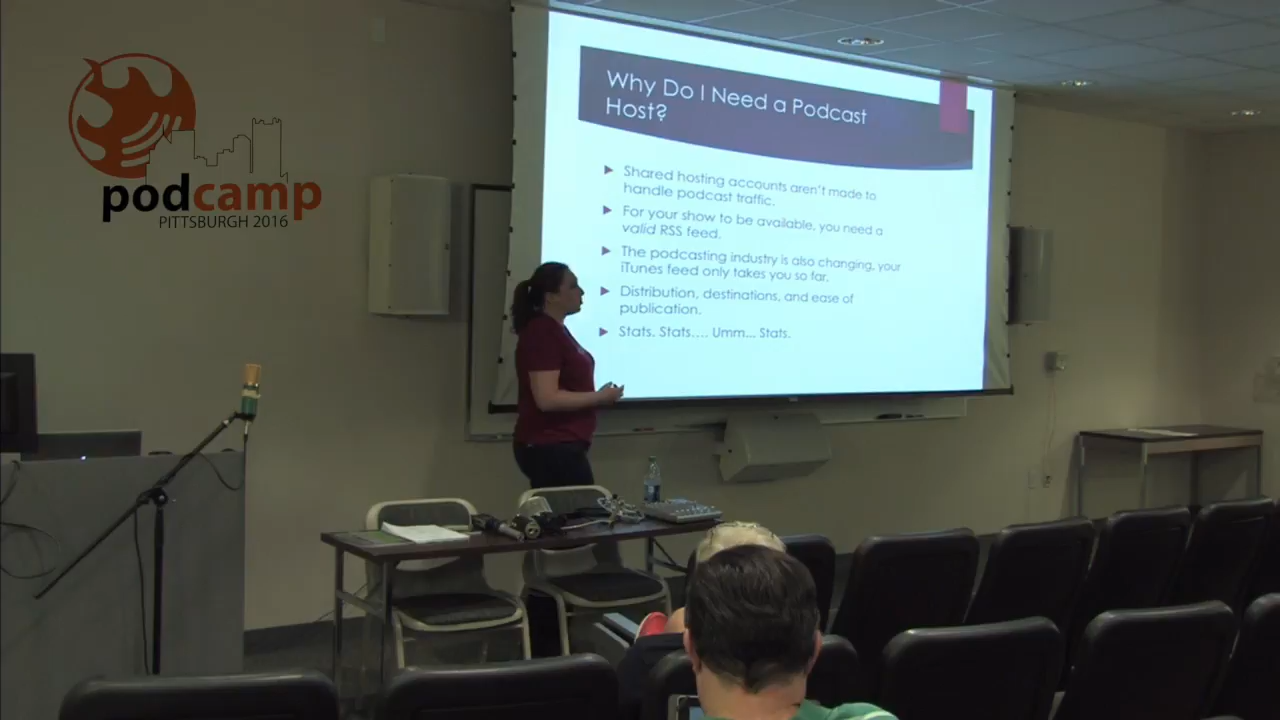 podcamp
PITTSBURGH 2016
Why Do I Need a Podcast
Host?
Shared hosting accounts aren't made to
handle podcast traffic.
For your show to be available, you need a
valid RSS feed.
The podcasting industry is also changing, your
iTunes feed only takes you so far.
Distribution, destinations, and ease of
publication.
Stats. Stats.... Umm... Stats.